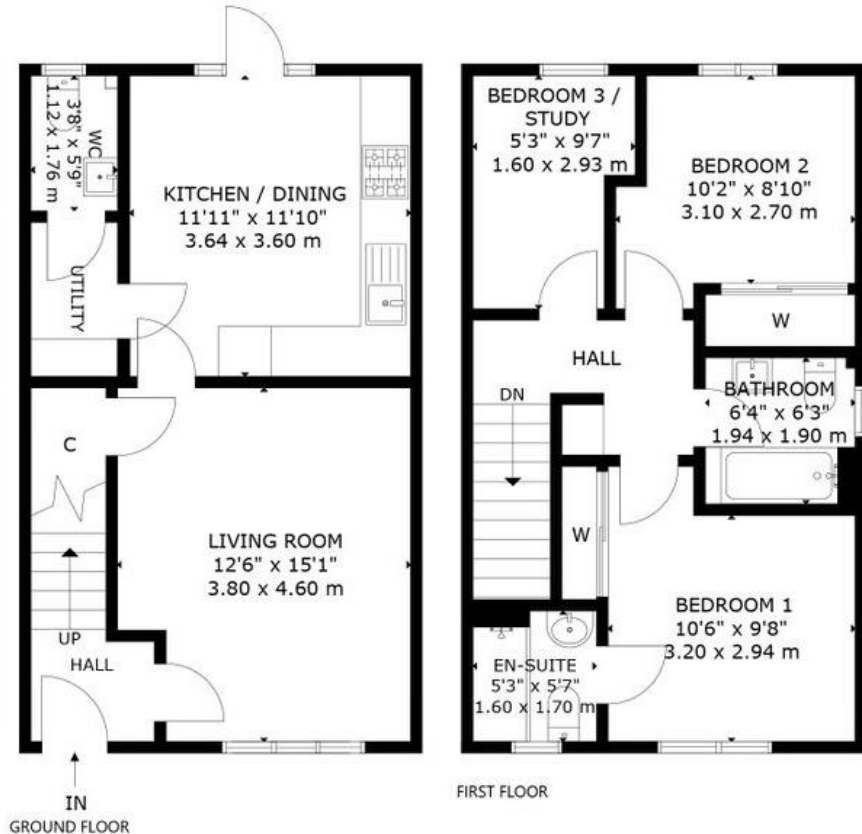 WC
3'8" x 5'9"
1.12 x 1.76 m
KITCHEN / DINING
11'11" x 11'10"
3.64 x 3.60 m
UTILITY
C
LIVING ROOM
12'6" x 15'1"
3.80 x 4.60 m
UP
HALL
IN
GROUND FLOOR
BEDROOM 3 /
STUDY
5'3" x 9'7"
1.60 x 2.93 m
BEDROOM 2
10'2" x 8'10"
3.10 x 2.70 m
W
HALL
DN
BATHROOM
6'4" x 6'3"
1.94 x 1.90 m
W
BEDROOM 1
10'6" x 9'8"
3.20 x 2.94 m
EN-SUITE
5'3" x 5'7"
1.60 x 1.70 m
FIRST FLOOR